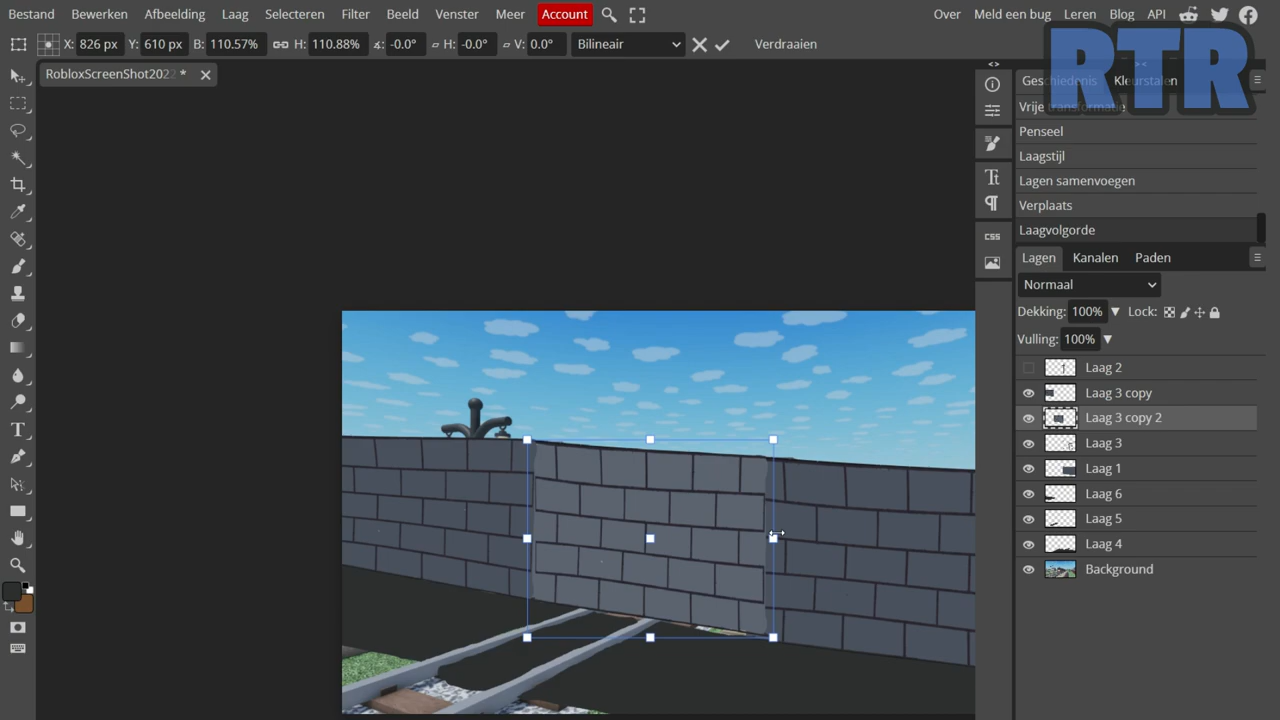 Bestand Bewerken Afbeelding Laag Selecteren Filter Beeld Venster Meer Account Over Meld een bug Leren Blog API
X: 826 px Y: 610 px B: 110.57% H: 110.88% -0.0° H: -0.0° V: 0.0° Bilineair Verdraaien
RTR
RobloxScreenShot2022 *
Geschiedenis Kleurstalen
Vrije transformatie
Penseel
Laagstijl
Lagen samenvoegen
Verplaats
Laagvolgorde
Lagen Kanalen Paden
Normaal
Dekking: 100% Lock:
Vulling: 100%
Laag 2
Laag 3 copy
Laag 3 copy 2
Laag 3
Laag 1
Laag 6
Laag 5
Laag 4
Background
CSS